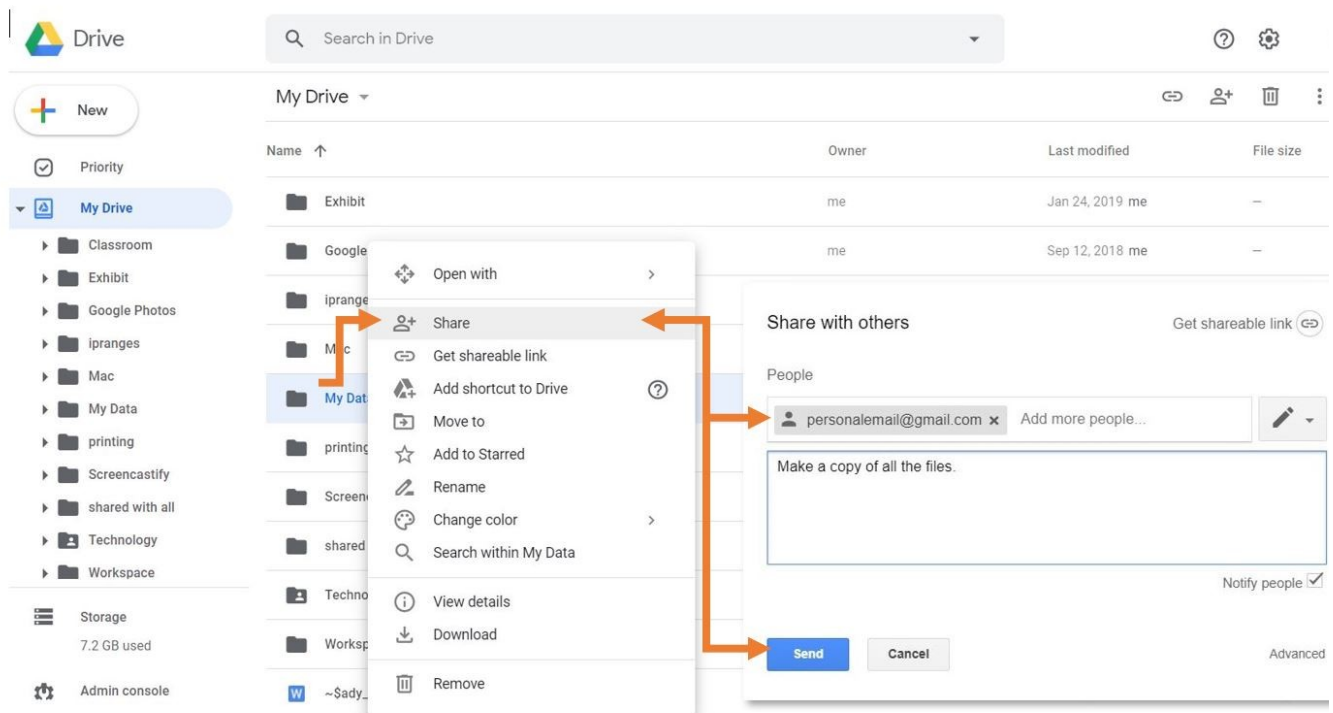 Drive
Search in Drive
New
My Drive
Name
Owner
Last modified
File size
Priority
My Drive
Classroom
Exhibit
Google Photos
ipranges
Mac
My Data
printing
Screencastify
shared with all
Technology
Workspace
Storage
7.2 GB used
Admin console
Exhibit
me
Jan 24, 2019 me
–
Google
me
Sep 12, 2018 me
–
iprange
My Dat
printing
Screen
shared
Techno
Worksp
W ~$ady_
Open with
Share
Get shareable link
Add shortcut to Drive
Move to
Add to Starred
Rename
Change color
Search within My Data
View details
Download
Remove
Share with others
Get shareable link
People
personalemail@gmail.com × Add more people...
Make a copy of all the files.
Notify people
Send
Cancel
Advanced